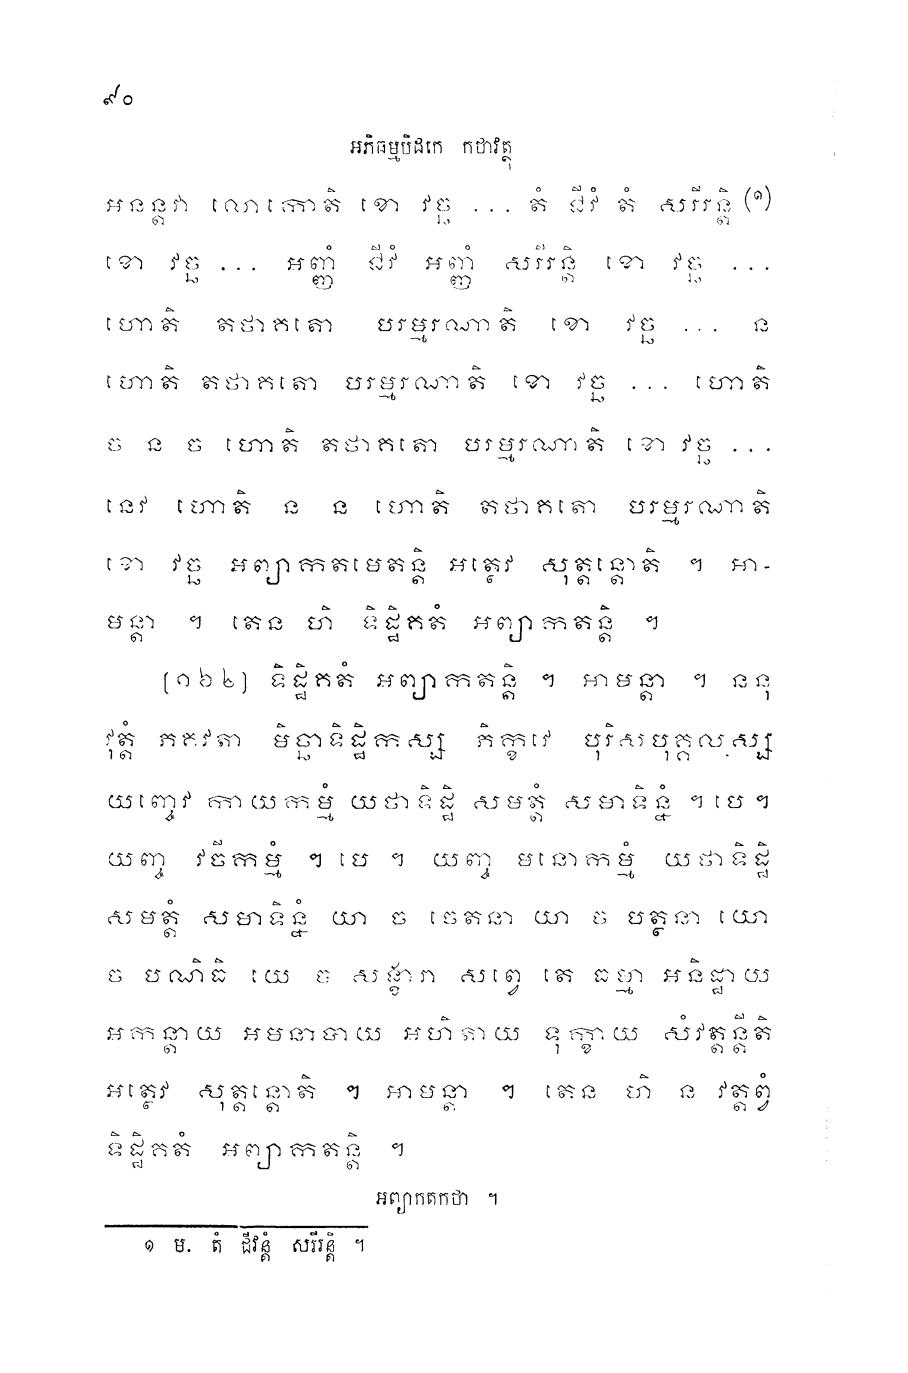 ៩០
អភិធម្មបិដកេ កថាវត្ថុ
អនន្តវា លោកោតិ ខោ វច្ឆ ... តំ ជីវំ តំ សរីរន្តិ (១)
ខោ វច្ឆ ... អញ្ញំ ជីវំ អញ្ញំ សរីរន្តិ ខោ វច្ឆ ...
ហោតិ តថាគតោ បរម្មរណាតិ ខោ វច្ឆ ... ន
ហោតិ តថាគតោ បរម្មរណាតិ ខោ វច្ឆ ... ហោតិ
ច ន ច ហោតិ តថាគតោ បរម្មរណាតិ ខោ វច្ឆ ...
នេវ ហោតិ ន ន ហោតិ តថាគតោ បរម្មរណាតិ
ខោ វច្ឆ អព្យាកតមេតន្តិ អត្ថេវ សុត្តន្តោតិ ។ អា-
មន្តា ។ តេន ហិ ទិដ្ឋិគតំ អព្យាកតន្តិ ។
(១៦៤) ទិដ្ឋិគតំ អព្យាកតន្តិ ។ អាមន្តា ។ ននុ
វុត្តំ ភគវតា មិច្ឆាទិដ្ឋិកស្ស ភិក្ខវេ បុរិសបុគ្គលស្ស
យញ្ចេវ កាយកម្មំ យថាទិដ្ឋិ សមត្តំ សមាទិន្នំ ។ បេ ។
យញ្ច វចីកម្មំ ។ បេ ។ យញ្ច មនោកម្មំ យថាទិដ្ឋិ
សមត្តំ សមាទិន្នំ យា ច ចេតនា យា ច បត្ថនា យោ
ច បណិធិ យេ ច សង្ខារា សព្វេ តេ ធម្មា អនិដ្ឋាយ
អកន្តាយ អមនាបាយ អហិតាយ ទុក្ខាយ សំវត្តន្តីតិ
អត្ថេវ សុត្តន្តោតិ ។ អាមន្តា ។ តេន ហិ ន វត្តព្វំ
ទិដ្ឋិគតំ អព្យាកតន្តិ ។
អព្យាកតកថា ។
១ ម. តំ ជីវន្តំ សរីរន្តិ ។